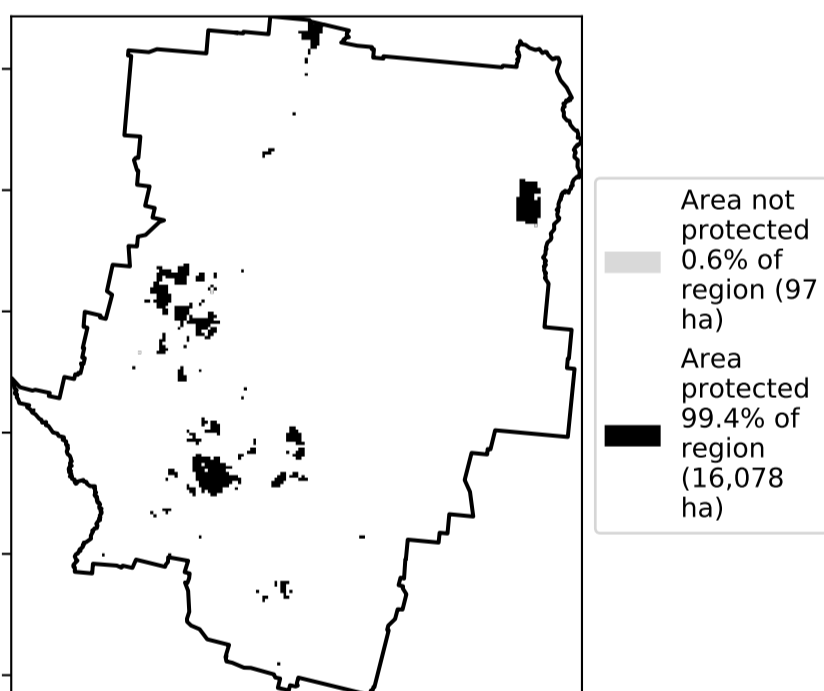 Area not
protected
0.6% of
region (97
ha)
Area
protected
99.4% of
region
(16,078
ha)